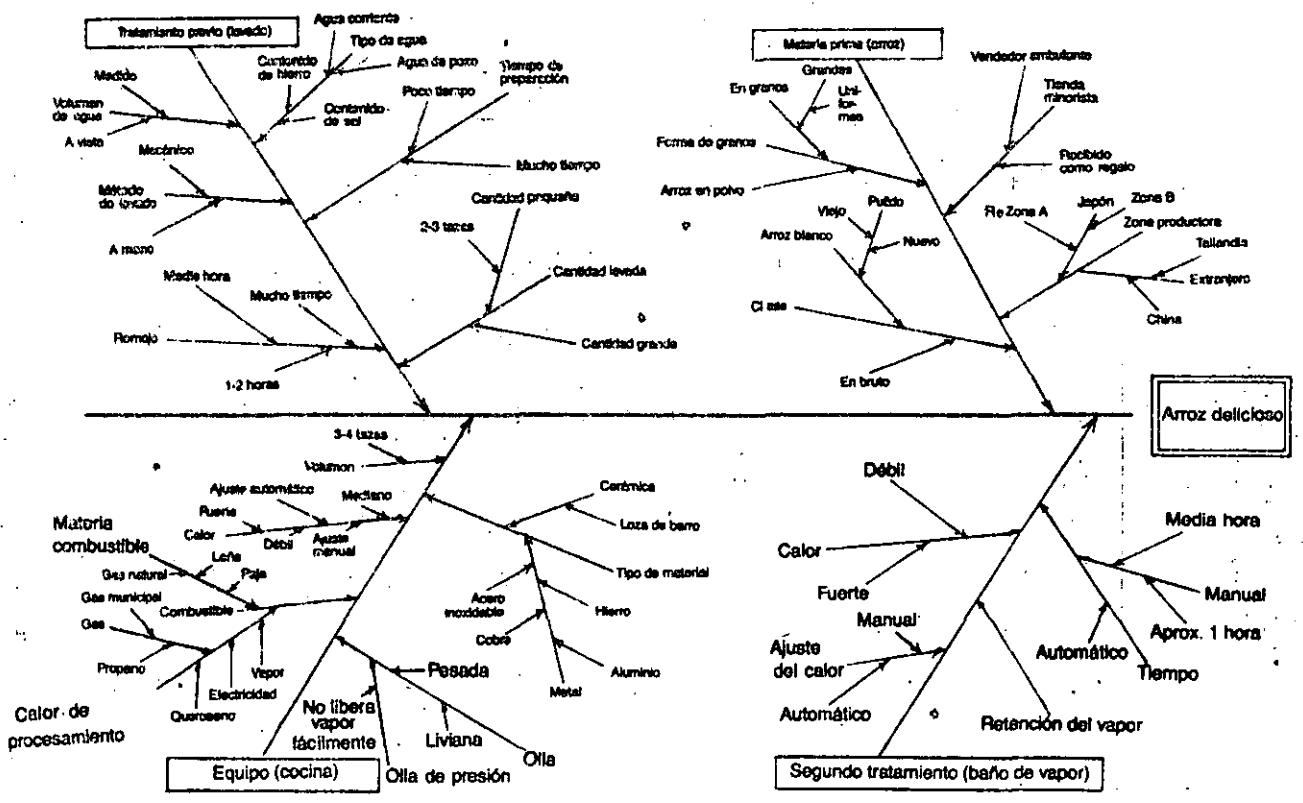 Tratamiento previo (lavado)
Agua corriente
Tipo de agua
Contenido
de hierro
Agua de pozo
Tiempo de
preparación
Medido
Poco tiempo
Volumen
de agua
Contenido
de sal
A vista
Mecánico
Mucho tiempo
Método
de lavado
Cantidad pequeña
A mano
2-3 tazas
Media hora
Cantidad lavada
Mucho tiempo
Remojo
Cantidad grande
1-2 horas
Materia prima (arroz)
Vendedor ambulante
Grandes
En granos
Uni-
for-
mes
Tienda
minorista
Forma de granos
Recibido
como regalo
Arroz en polvo
Pulido
Viejo
Japón
Zona B
Zona A
Arroz blanco
Nuevo
Zona productora
Tailandia
Extranjero
Clase
China
En bruto
Arroz delicioso
3-4 tazas
Volumen
Ajuste automático
Mediano
Cerámica
Fuerte
Loza de barro
Calor
Débil
Ajuste
manual
Materia
combustible
Leña
Gas natural
Paja
Tipo de material
Gas municipal
Combustible
Acero
inoxidable
Hierro
Gas
Cobre
Propano
Vapor
Pesada
Aluminio
Electricidad
Metal
Queroseno
No libera
vapor
fácilmente
Calor de
procesamiento
Liviana
Olla
Equipo (cocina)
Olla de presión
Débil
Media hora
Calor
Fuerte
Manual
Manual
Aprox. 1 hora
Ajuste
del calor
Automático
Tiempo
Automático
Retención del vapor
Segundo tratamiento (baño de vapor)